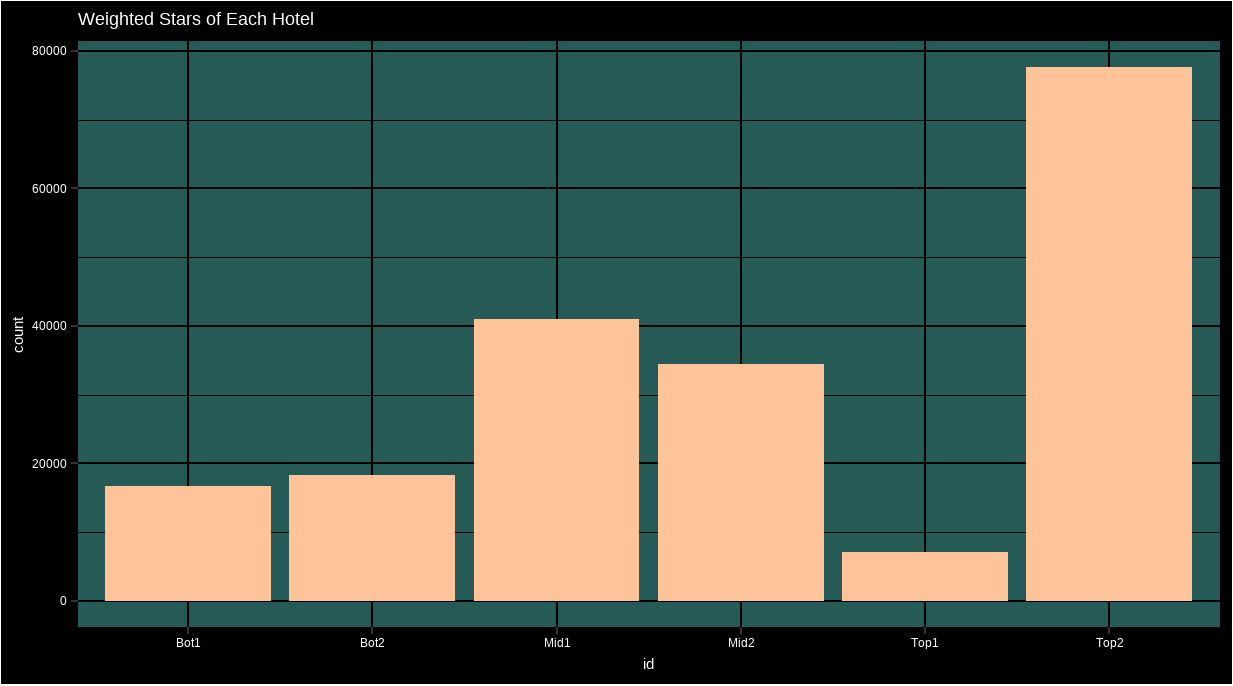 Weighted Stars of Each Hotel
80000
60000
40000
20000
0
count
Bot1 Bot2 Mid1 Mid2 Top1 Top2
id